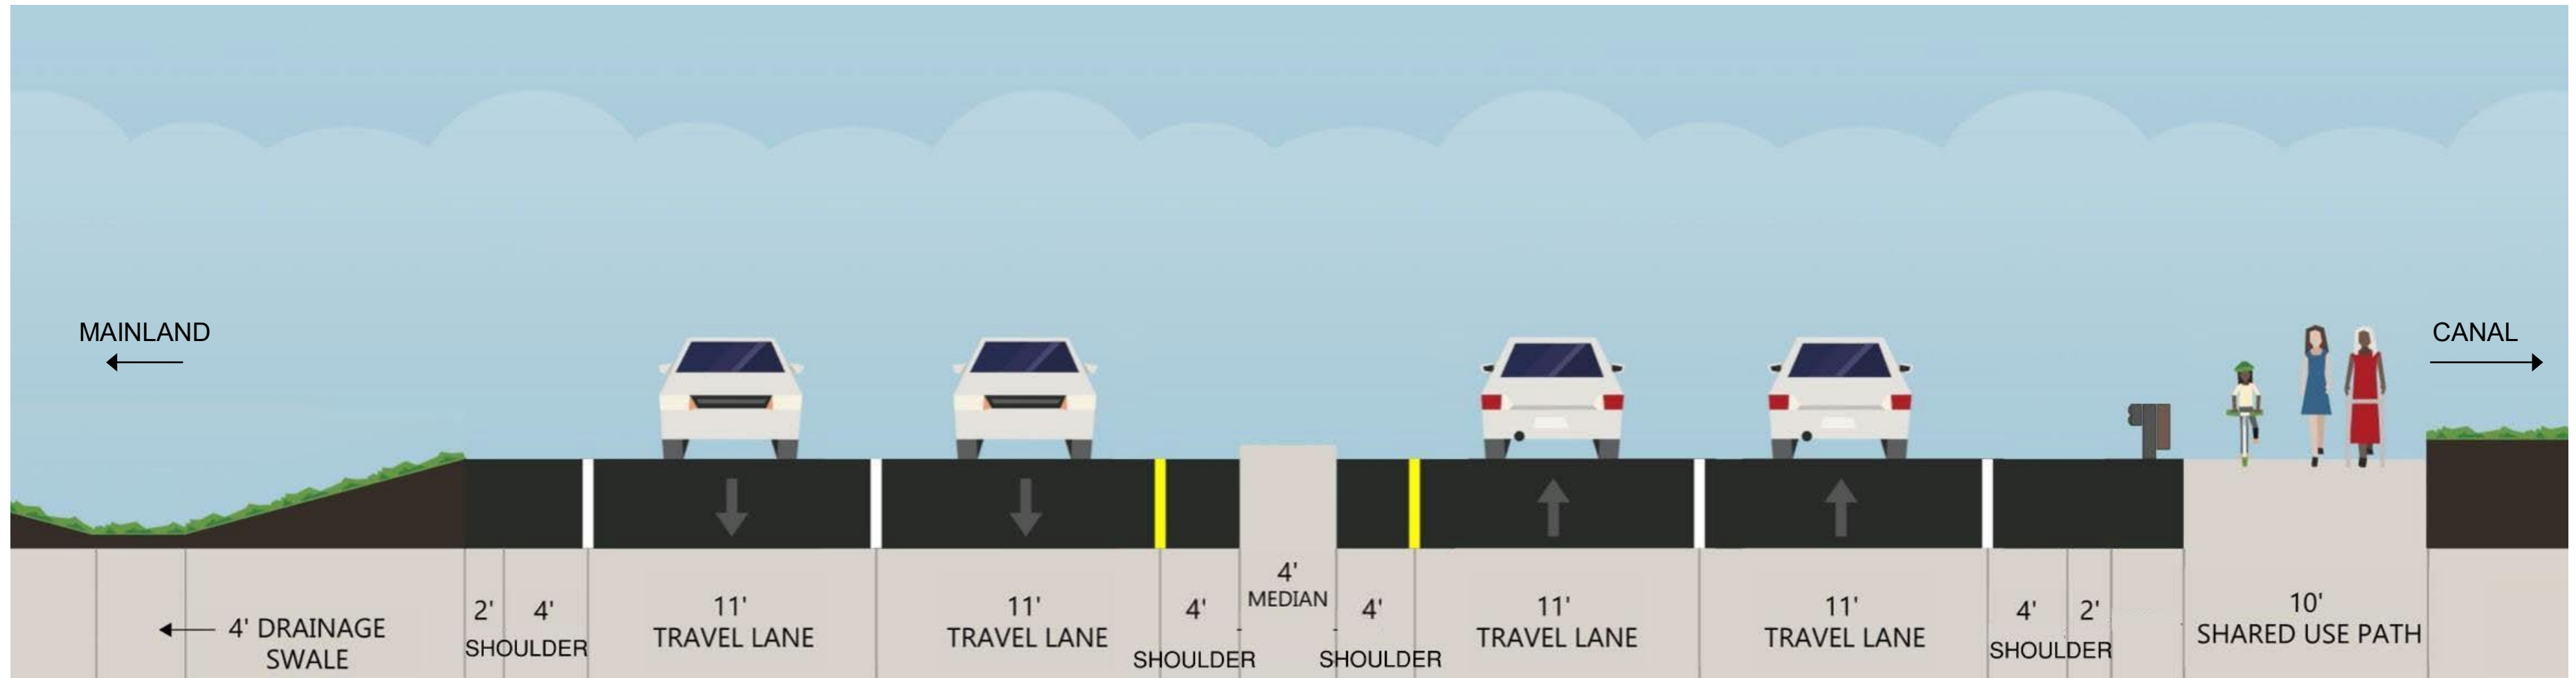 MAINLAND
CANAL
4' DRAINAGE
SWALE
2' 4'
SHOULDER
11'
TRAVEL LANE
11'
TRAVEL LANE
4'
SHOULDER
4'
MEDIAN
4'
SHOULDER
11'
TRAVEL LANE
11'
TRAVEL LANE
4' 2'
SHOULDER
10'
SHARED USE PATH